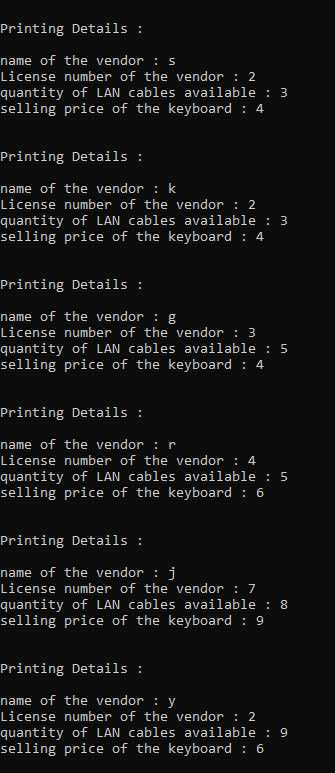 Printing Details :
name of the vendor : s
License number of the vendor : 2
quantity of LAN cables available : 3
selling price of the keyboard : 4
Printing Details :
name of the vendor : k
License number of the vendor : 2
quantity of LAN cables available : 3
selling price of the keyboard : 4
Printing Details :
name of the vendor : g
License number of the vendor : 3
quantity of LAN cables available : 5
selling price of the keyboard : 4
Printing Details :
name of the vendor : r
License number of the vendor : 4
quantity of LAN cables available : 5
selling price of the keyboard : 6
Printing Details :
name of the vendor : j
License number of the vendor : 7
quantity of LAN cables available : 8
selling price of the keyboard : 9
Printing Details :
name of the vendor : y
License number of the vendor : 2
quantity of LAN cables available : 9
selling price of the keyboard : 6